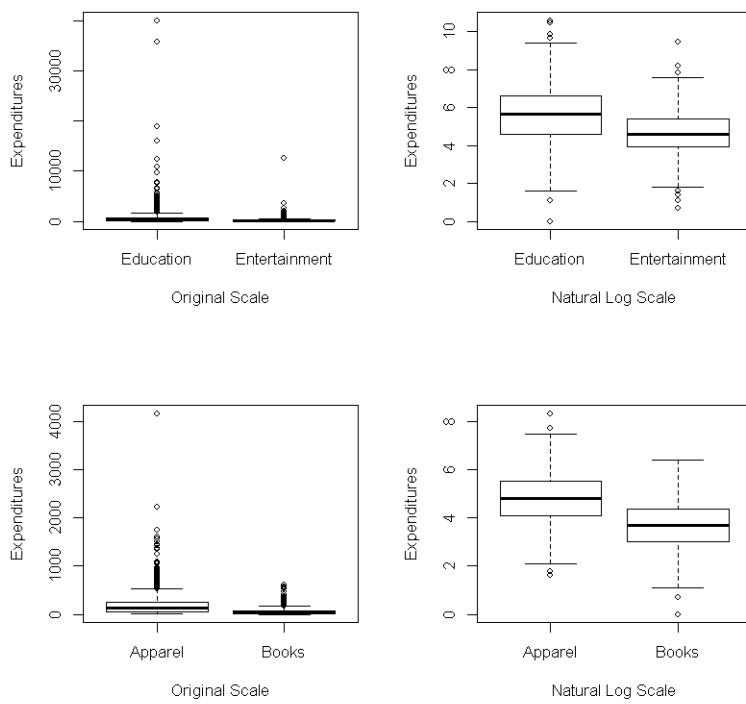 Expenditures
0
10000
30000
Education
Entertainment
Original Scale
Expenditures
0
2
4
6
8
10
Education
Entertainment
Natural Log Scale
Expenditures
0
1000
2000
3000
4000
Apparel
Books
Original Scale
Expenditures
0
2
4
6
8
Apparel
Books
Natural Log Scale